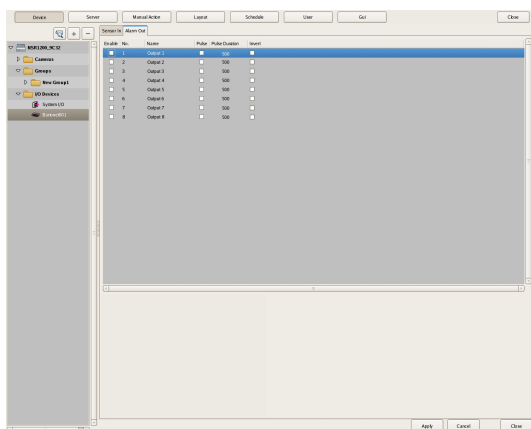 Device Server Manual Action Layout Schedule User Gui Close
Sensor In Alarm Out
NSR1200_9C32
Cameras
Groups
New Group1
I/O Devices
System I/O
Enable No. Name Pulse Pulse Duration Invert
1 Output 1 500
2 Output 2 500
3 Output 3 500
4 Output 4 500
5 Output 5 500
6 Output 6 500
7 Output 7 500
8 Output 8 500
Apply Cancel Close